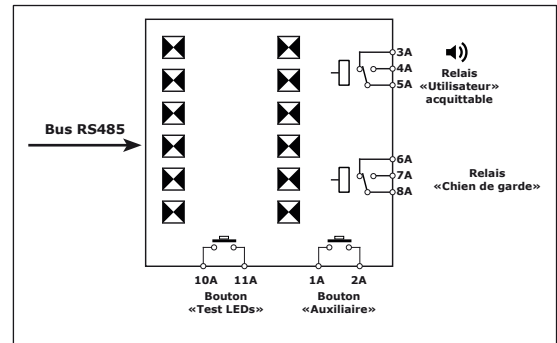 3A
4A
5A
Relais
«Utilisateur»
acquittable
Bus RS485
6A
7A
8A
Relais
«Chien de garde»
10A 11A 1A 2A
Bouton
«Test LEDs»
Bouton
«Auxiliaire»